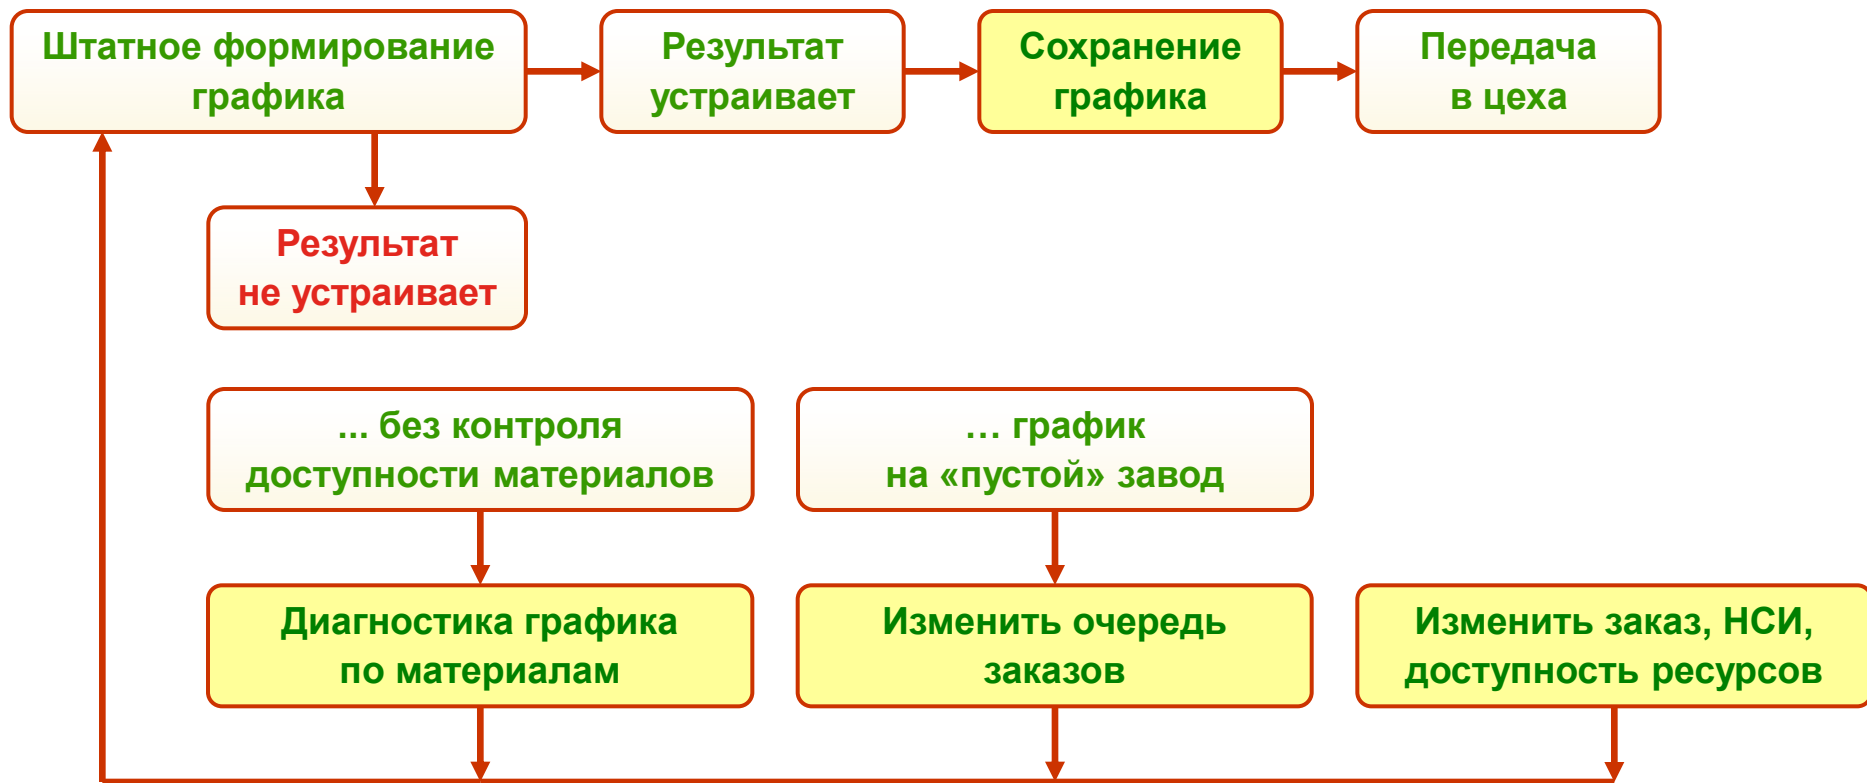 Штатное формирование
графика
Результат
устраивает
Сохранение
графика
Передача
в цеха
Результат
не устраивает
... без контроля
доступности материалов
… график
на «пустой» завод
Диагностика графика
по материалам
Изменить очередь
заказов
Изменить заказ, НСИ,
доступность ресурсов